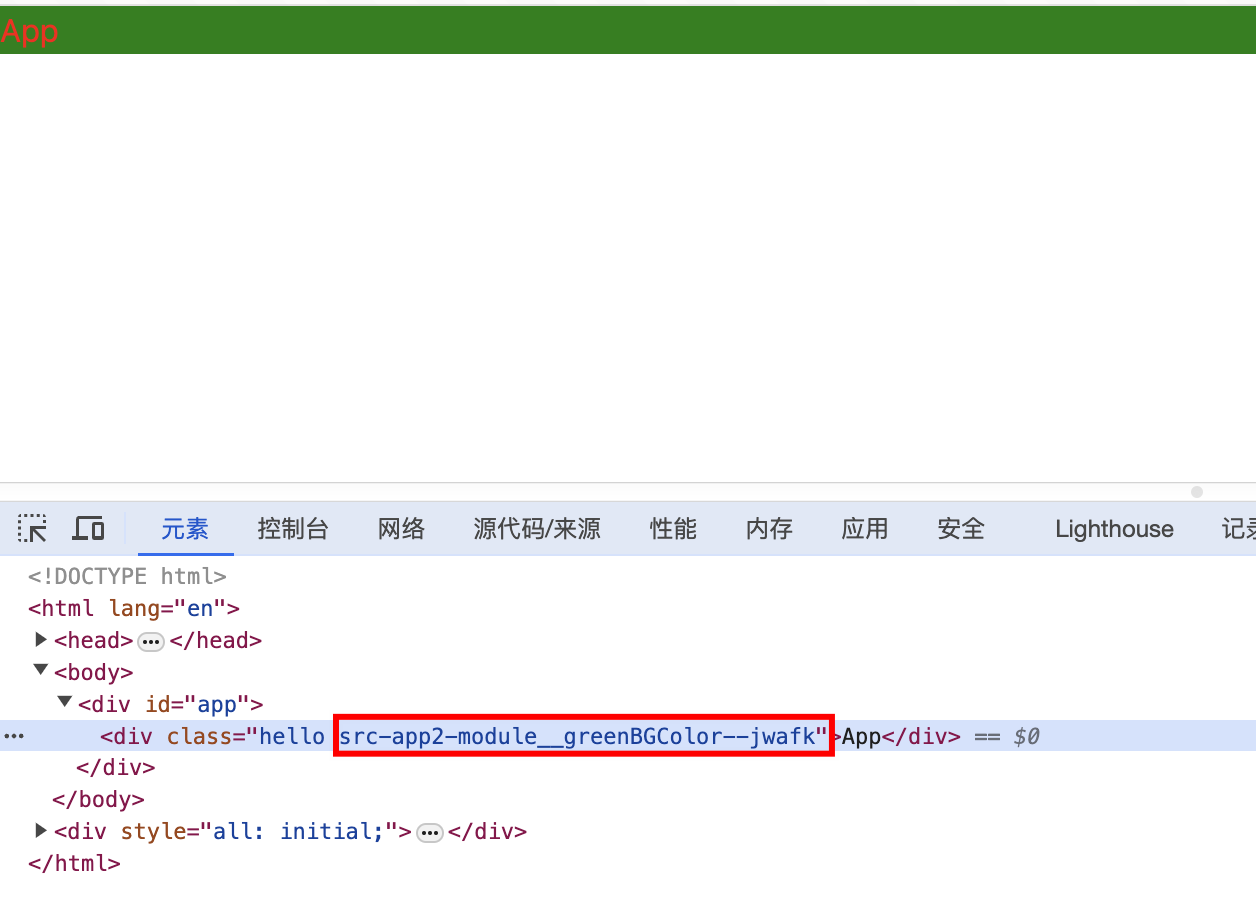 App
元素 控制台 网络 源代码/来源 性能 内存 应用 安全 Lighthouse 记录
<!DOCTYPE html>
<html lang="en">
<head>…</head>
<body>
<div id="app">
<div class="hello src-app2-module__greenBGColor--jwafk">App</div> == $0
</div>
</body>
<div style="all: initial;">…</div>
</html>